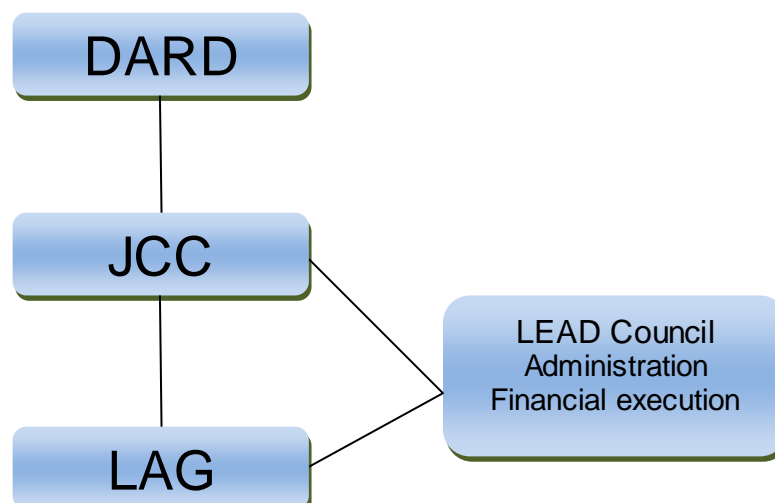 DARD
JCC
LEAD Council
Administration
Financial execution
LAG